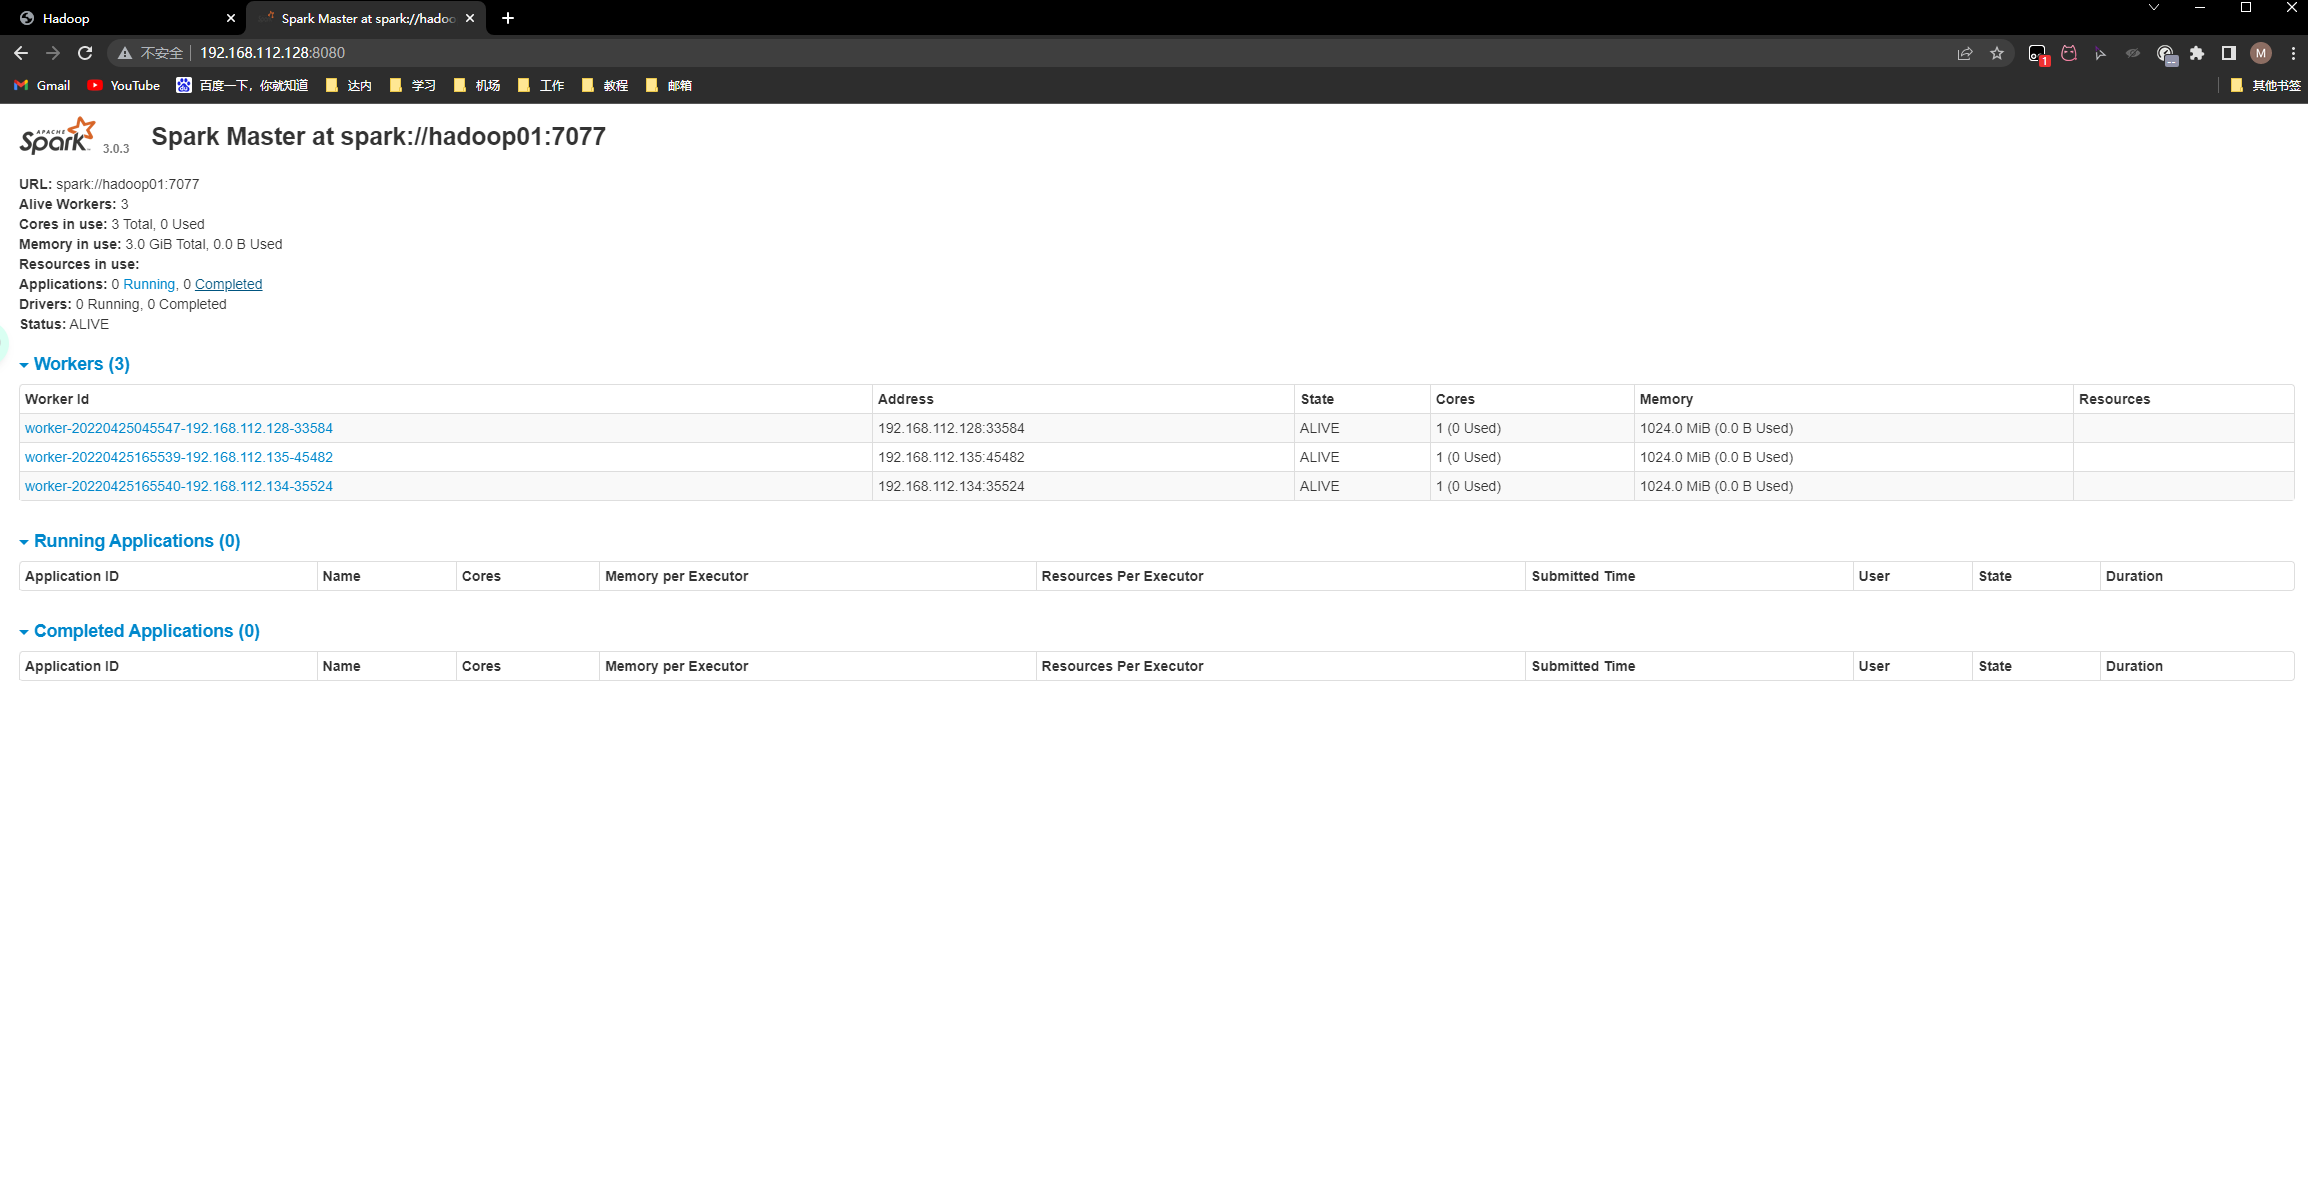 Hadoop
Spark Master at spark://hadoo
不安全 192.168.112.128:8080
1
M
Gmail YouTube 百度一下，你就知道 达内 学习 机场 工作 教程 邮箱 其他书签
APACHE Spark 3.0.3 Spark Master at spark://hadoop01:7077
URL: spark://hadoop01:7077
Alive Workers: 3
Cores in use: 3 Total, 0 Used
Memory in use: 3.0 GiB Total, 0.0 B Used
Resources in use:
Applications: 0 Running, 0 Completed
Drivers: 0 Running, 0 Completed
Status: ALIVE
Workers (3)
Worker Id Address State Cores Memory Resources
worker-20220425045547-192.168.112.128-33584 192.168.112.128:33584 ALIVE 1 (0 Used) 1024.0 MiB (0.0 B Used)
worker-20220425165539-192.168.112.135-45482 192.168.112.135:45482 ALIVE 1 (0 Used) 1024.0 MiB (0.0 B Used)
worker-20220425165540-192.168.112.134-35524 192.168.112.134:35524 ALIVE 1 (0 Used) 1024.0 MiB (0.0 B Used)
Running Applications (0)
Application ID Name Cores Memory per Executor Resources Per Executor Submitted Time User State Duration
Completed Applications (0)
Application ID Name Cores Memory per Executor Resources Per Executor Submitted Time User State Duration